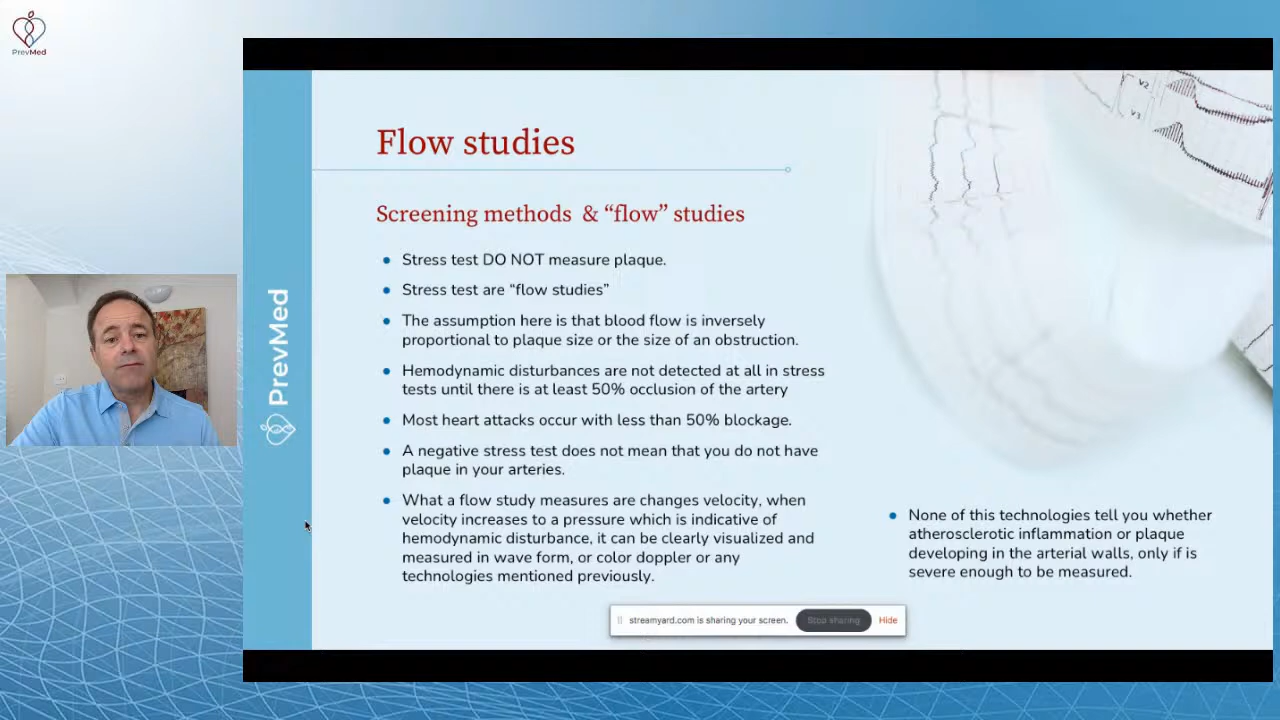 PrevMed
Flow studies
Screening methods & “flow” studies
Stress test DO NOT measure plaque.
Stress test are “flow studies”
The assumption here is that blood flow is inversely
proportional to plaque size or the size of an obstruction.
Hemodynamic disturbances are not detected at all in stress
tests until there is at least 50% occlusion of the artery
Most heart attacks occur with less than 50% blockage.
A negative stress test does not mean that you do not have
plaque in your arteries.
What a flow study measures are changes velocity, when
velocity increases to a pressure which is indicative of
hemodynamic disturbance, it can be clearly visualized and
measured in wave form, or color doppler or any
technologies mentioned previously.
None of this technologies tell you whether
atherosclerotic inflammation or plaque
developing in the arterial walls, only if is
severe enough to be measured.
PrevMed
V2
V3
streamyard.com is sharing your screen.
Stop sharing
Hide